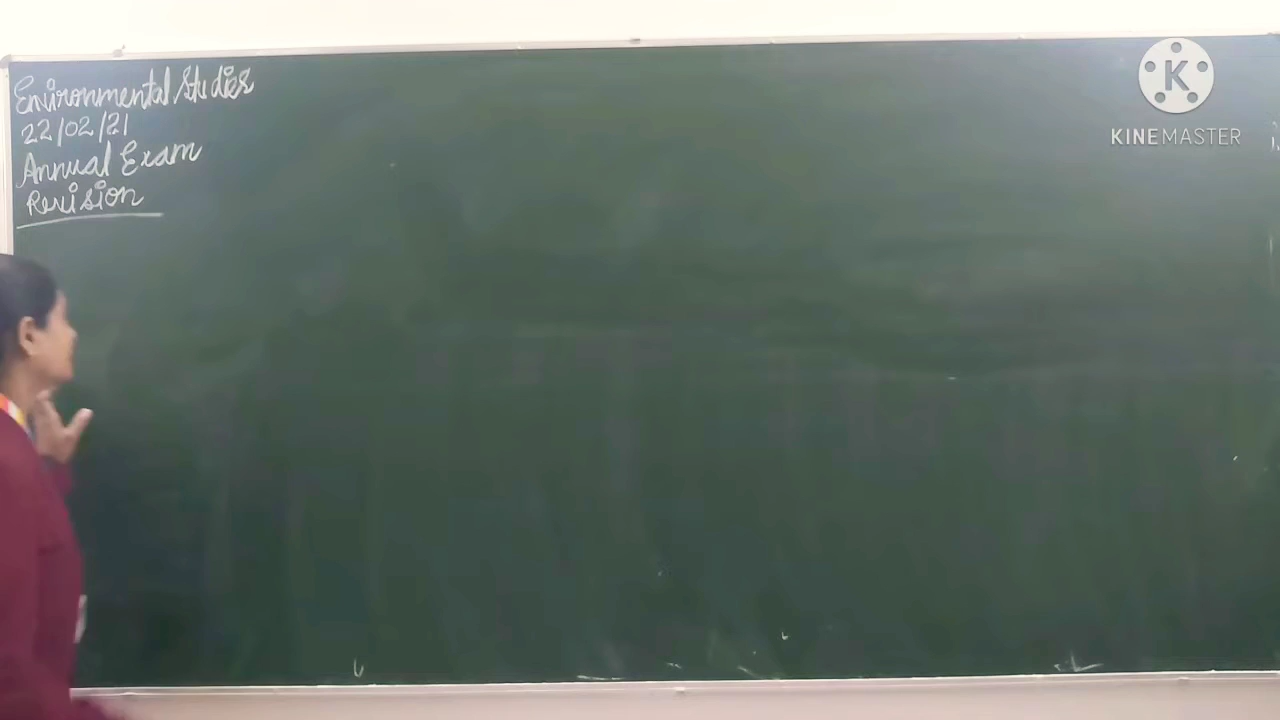 Environmental Studies
22/02/21
Annual Exam
Revision
K
KINEMASTER